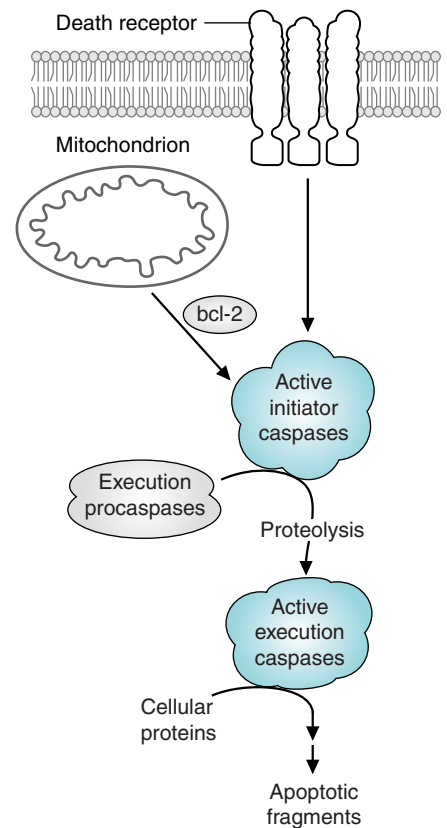 Death receptor
Mitochondrion
bcl-2
Active
initiator
caspases
Execution
procaspases
Proteolysis
Active
execution
caspases
Cellular
proteins
Apoptotic
fragments